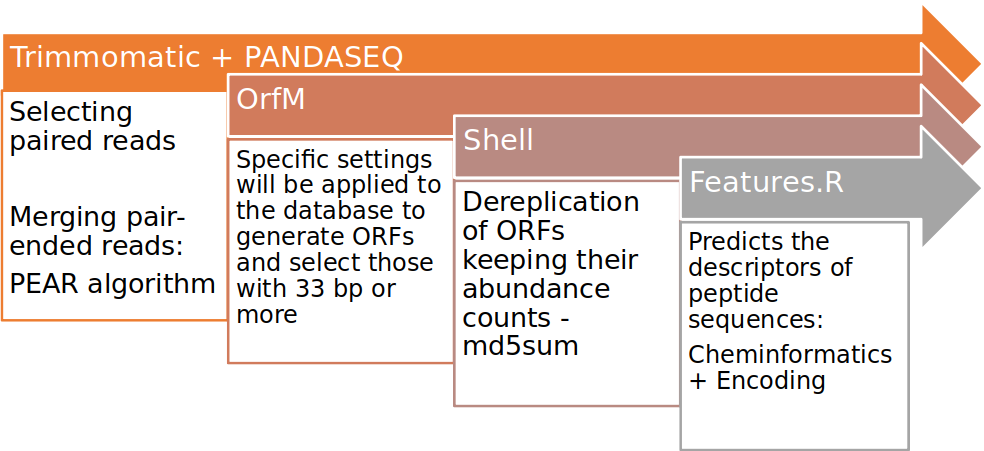 Trimmomatic + PANDASEQ
Selecting
paired reads
Merging pair-
ended reads:
PEAR algorithm
OrfM
Specific settings
will be applied to
the database to
generate ORFs
and select those
with 33 bp or
more
Shell
Dereplication
of ORFs
keeping their
abundance
counts -
md5sum
Features.R
Predicts the
descriptors of
peptide
sequences:
Cheminformatics
+ Encoding